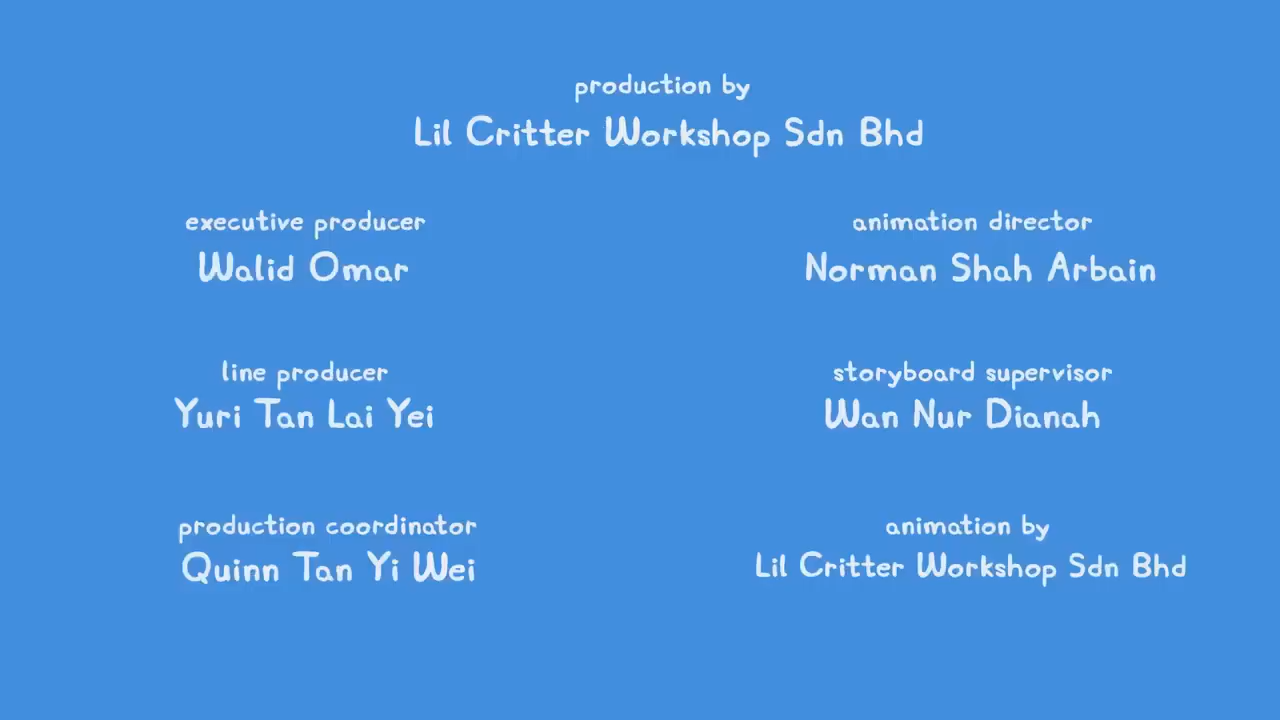 production by
Lil Critter Workshop Sdn Bhd
executive producer
Walid Omar
animation director
Norman Shah Arbain
line producer
Yuri Tan Lai Yei
storyboard supervisor
Wan Nur Dianah
production coordinator
Quinn Tan Yi Wei
animation by
Lil Critter Workshop Sdn Bhd